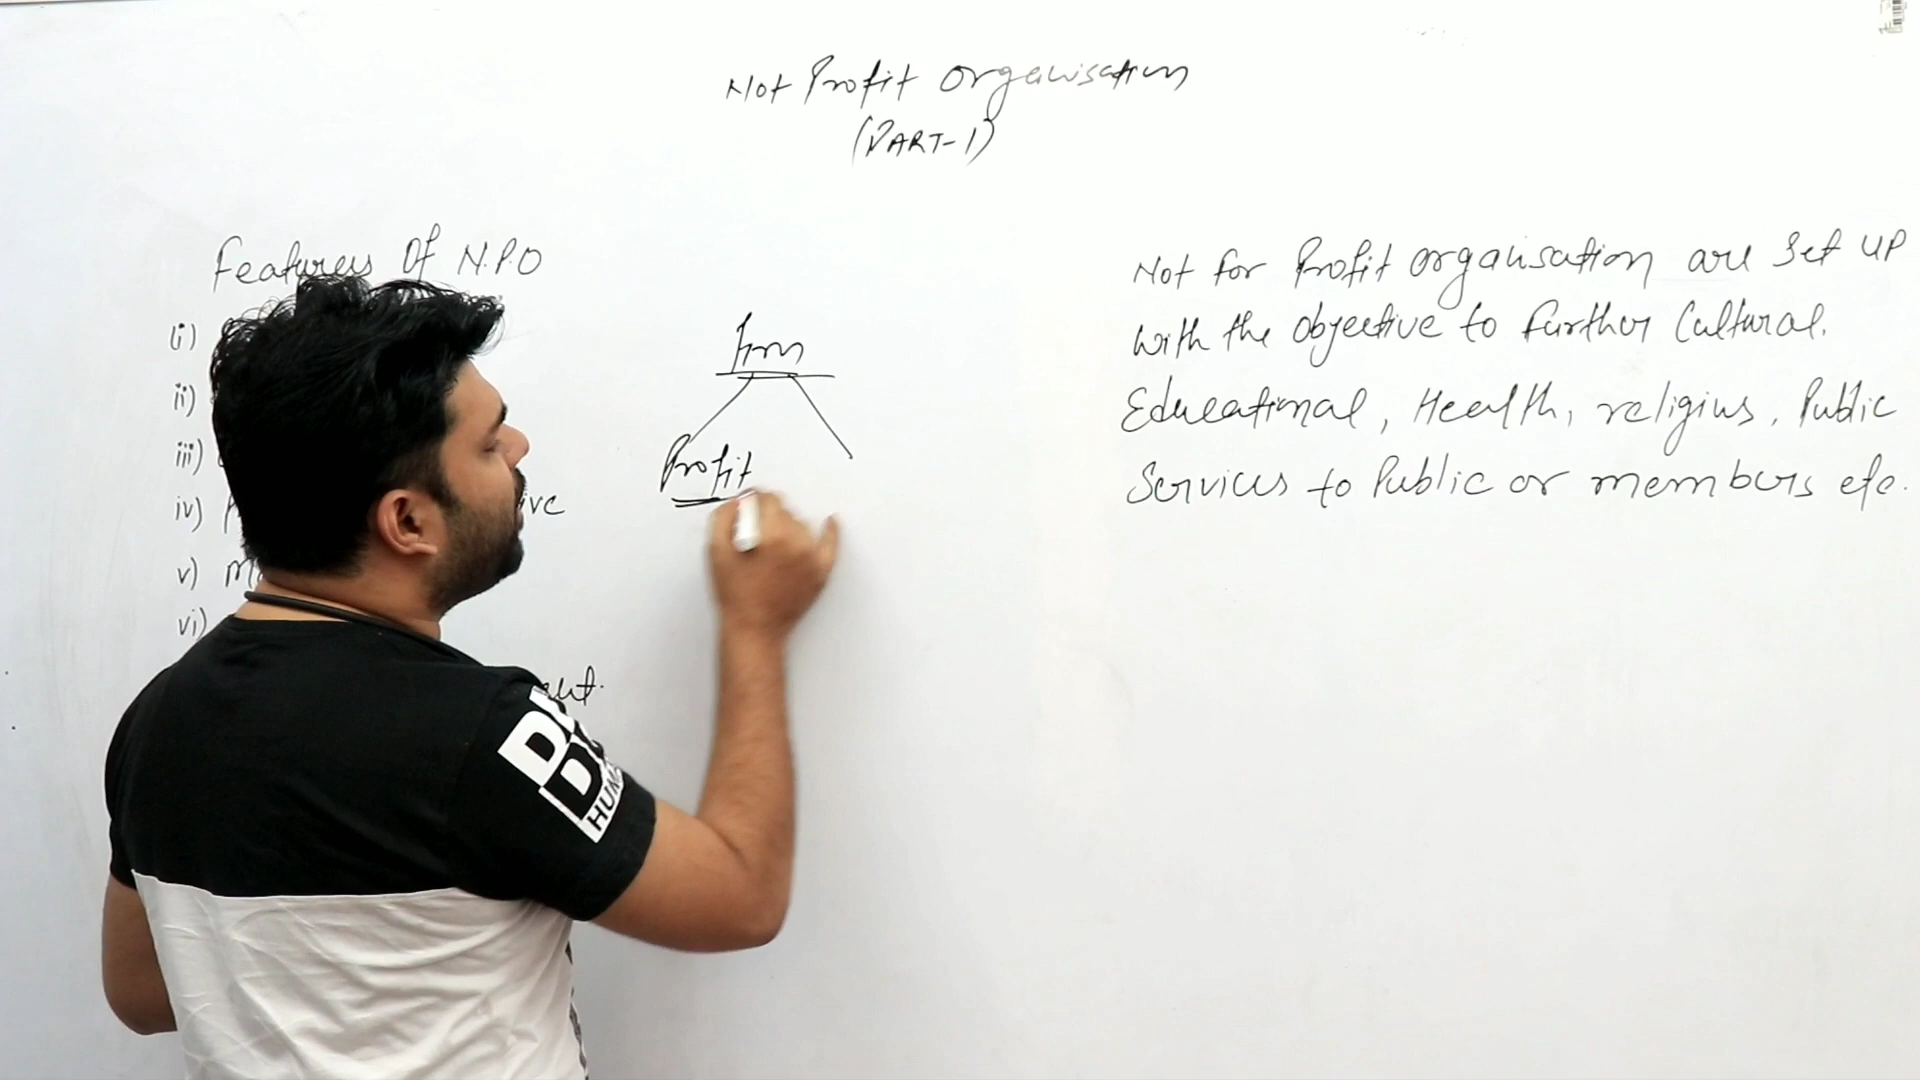 Not Profit Organisation
(PART-1)
Features Of N.P.O
i)
ii)
iii)
iv)
v)
vi)
Firm
Profit
Not for Profit organisation are Set UP
With the objective to further Cultural.
Educational, Health, religius, Public
Services to Public or members etc.
HUM